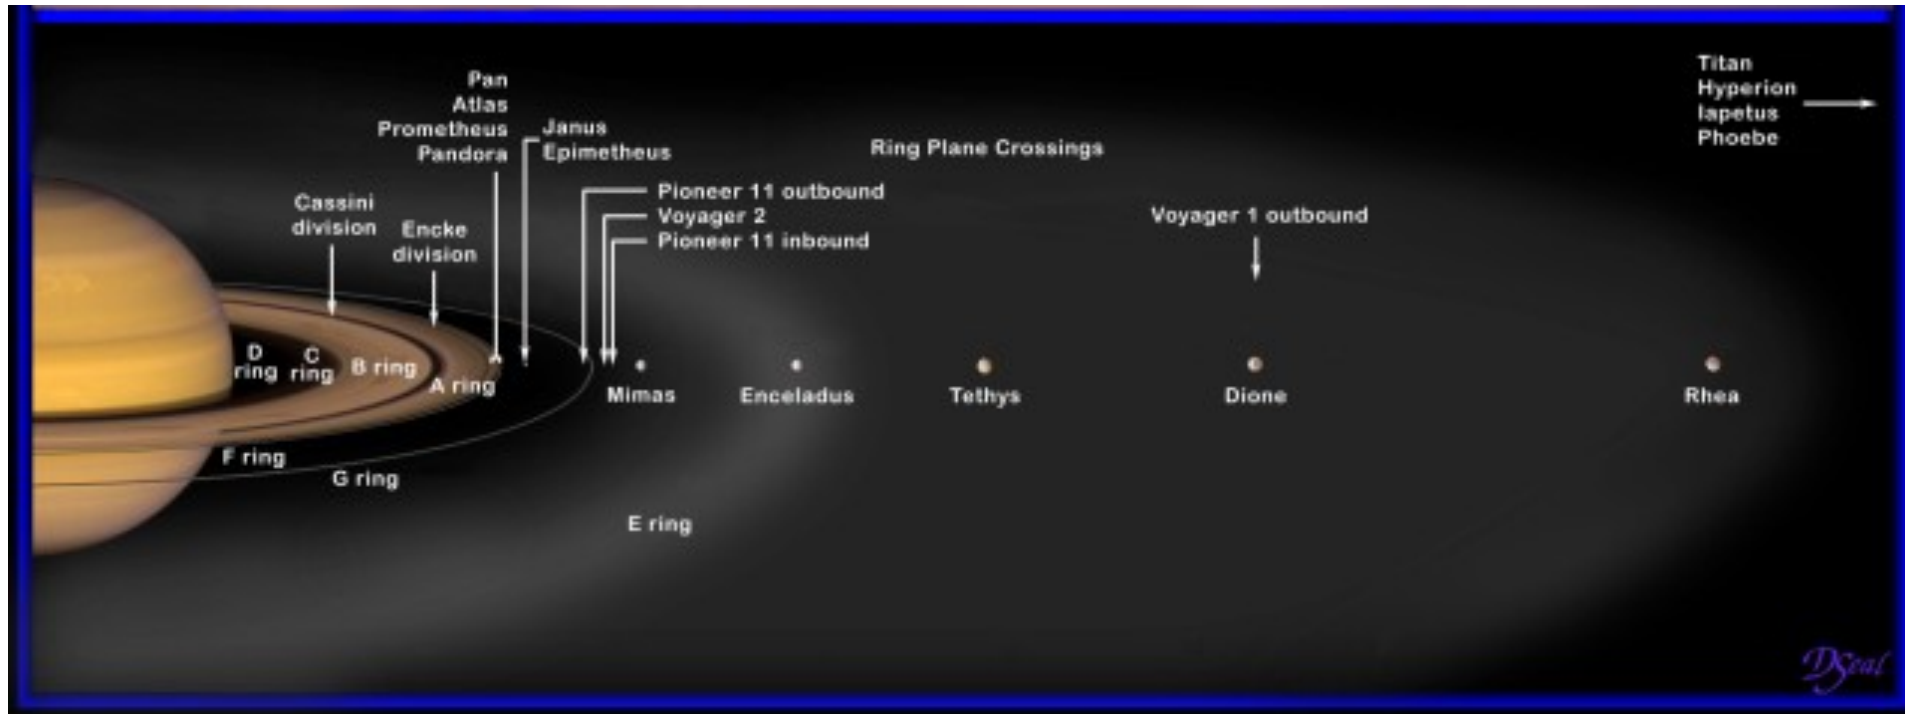 Titan
Hyperion
Iapetus
Phoebe
Pan
Atlas
Prometheus
Pandora
Janus
Epimetheus
Ring Plane Crossings
Pioneer 11 outbound
Voyager 2
Pioneer 11 inbound
Voyager 1 outbound
Cassini
division
Encke
division
D
ring
C
ring
B ring
A ring
Mimas
Enceladus
Tethys
Dione
Rhea
F ring
G ring
E ring
DSeal